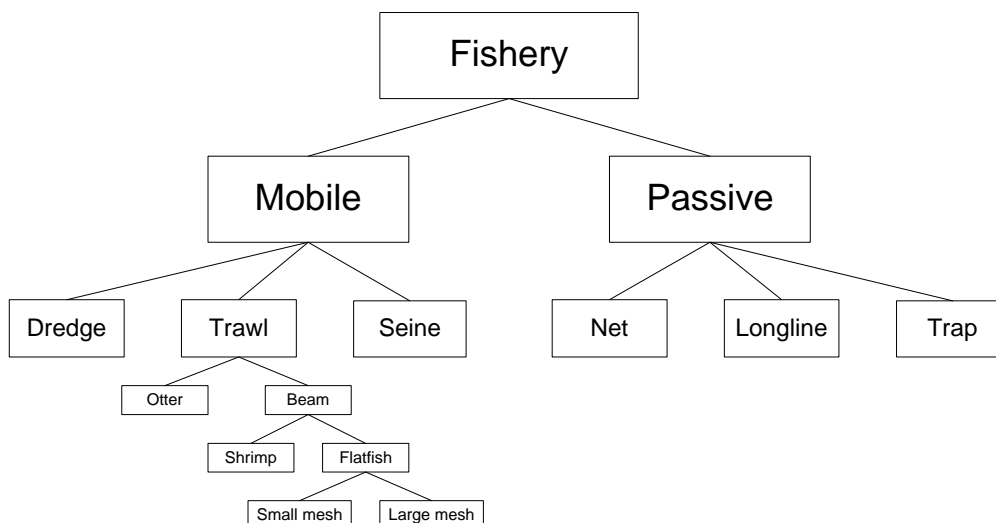 Fishery
Mobile
Passive
Dredge
Trawl
Seine
Net
Longline
Trap
Otter
Beam
Shrimp
Flatfish
Small mesh
Large mesh